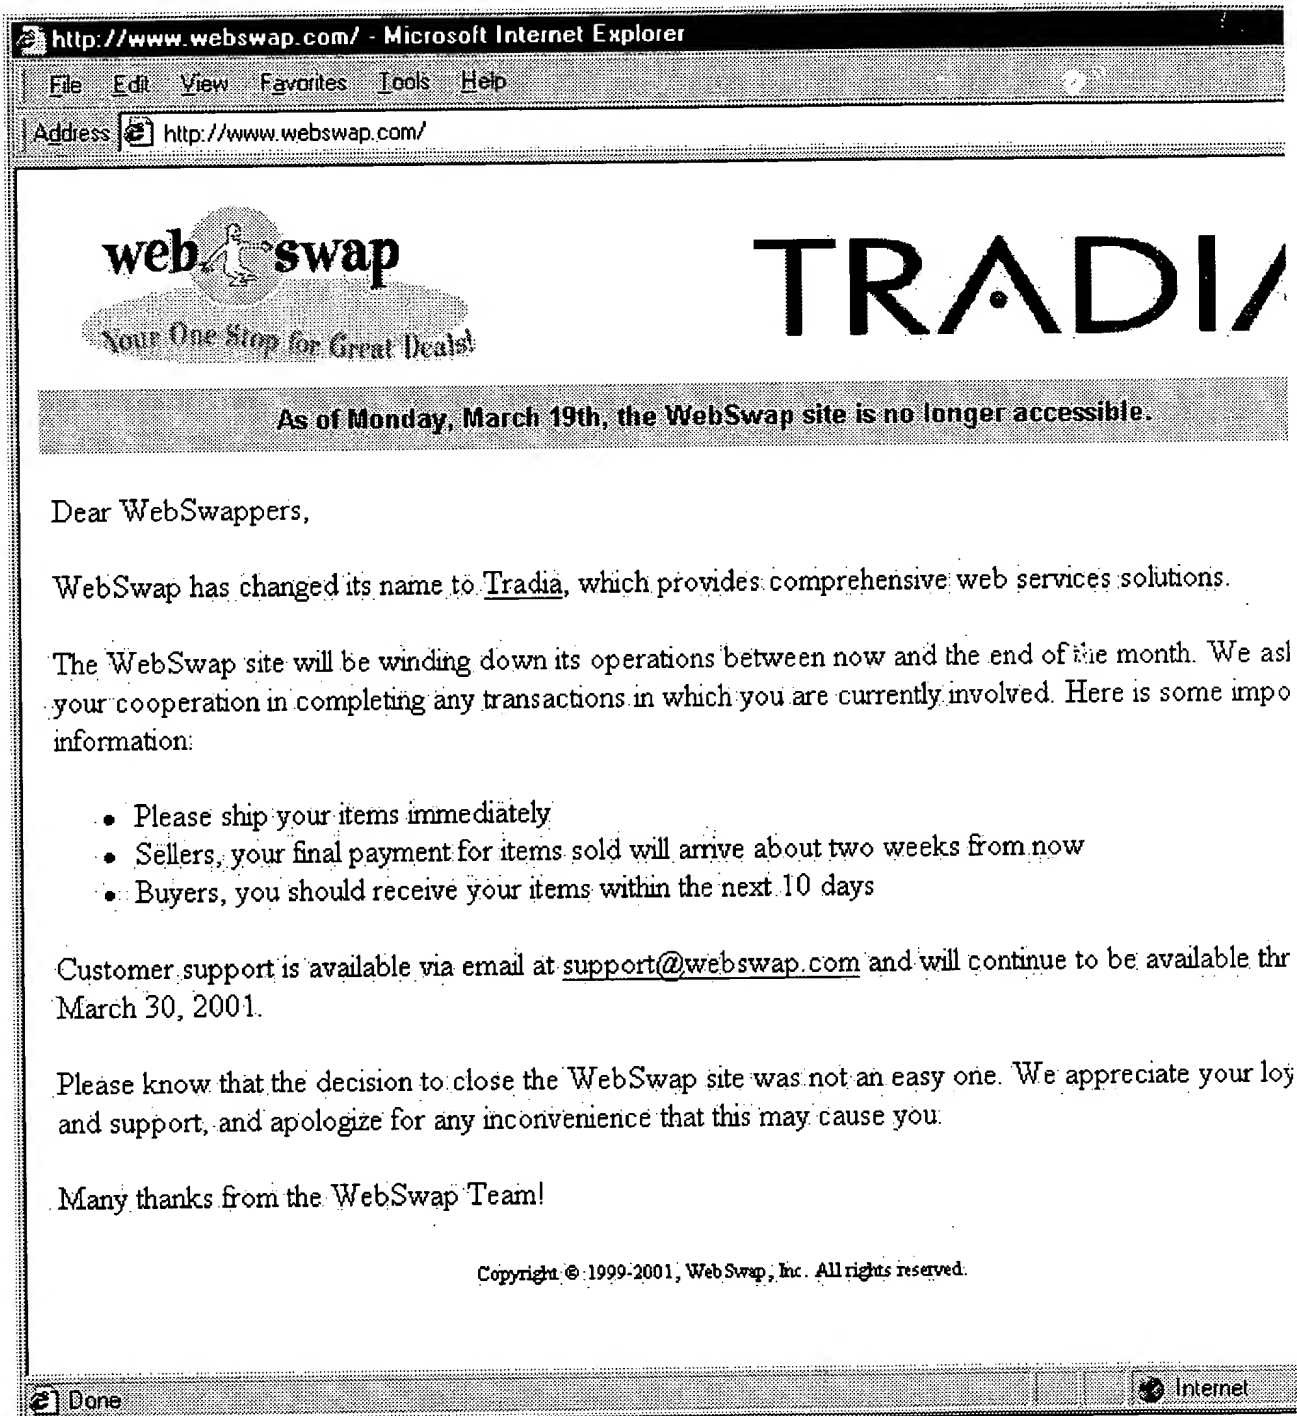 http://www.webswap.com/ - Microsoft Internet Explorer
File Edit View Favorites Tools Help
Address http://www.webswap.com/
web swap
Your One Stop for Great Deals!
TRADIA
As of Monday, March 19th, the WebSwap site is no longer accessible.
Dear WebSwappers,
WebSwap has changed its name to Tradia, which provides comprehensive web services solutions.
The WebSwap site will be winding down its operations between now and the end of the month. We
your cooperation in completing any transactions in which you are currently involved. Here is some impo
information:
• Please ship your items immediately
• Sellers, your final payment for items sold will arrive about two weeks from now
• Buyers, you should receive your items within the next 10 days
Customer support is available via email at support@webswap.com and will continue to be available thr
March 30, 2001.
Please know that the decision to close the WebSwap site was not an easy one. We appreciate your loy
and support, and apologize for any inconvenience that this may cause you.
Many thanks from the WebSwap Team!
Copyright © 1999-2001, WebSwap, Inc. All rights reserved.
Done
Internet